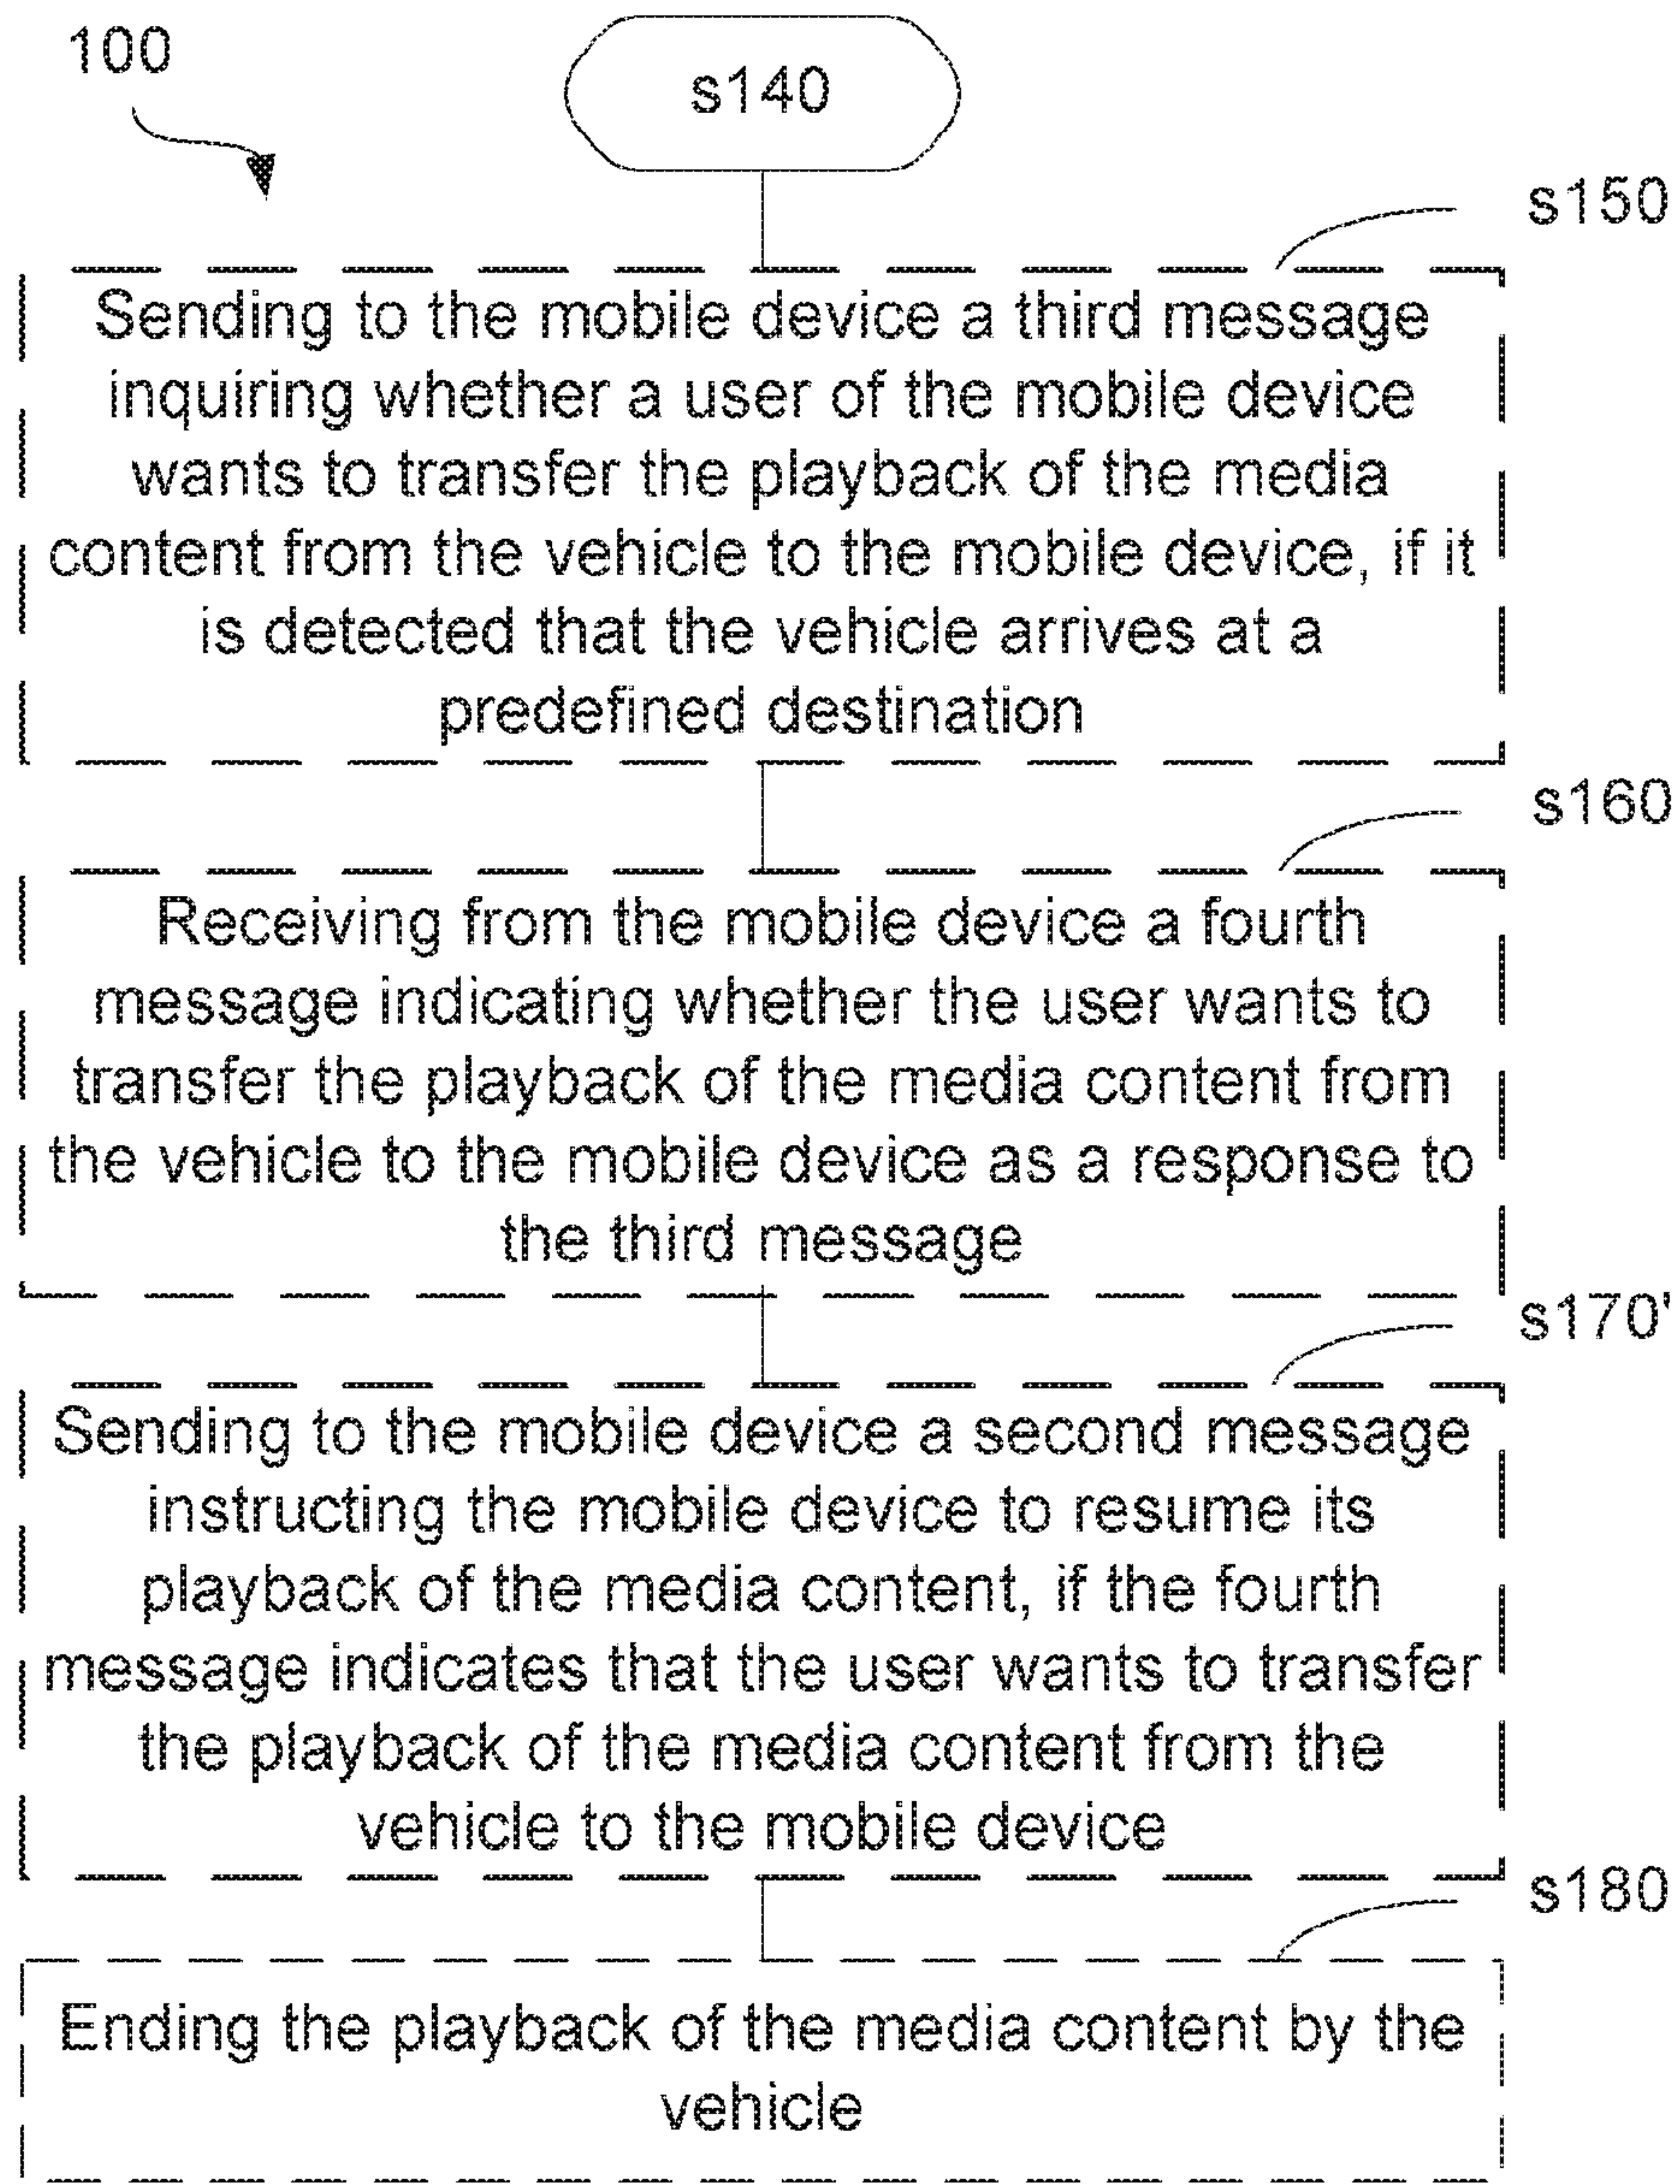 100
s140
s150
Sending to the mobile device a third message
inquiring whether a user of the mobile device
wants to transfer the playback of the media
content from the vehicle to the mobile device, if it
is detected that the vehicle arrives at a
predefined destination
s160
Receiving from the mobile device a fourth
message indicating whether the user wants to
transfer the playback of the media content from
the vehicle to the mobile device as a response to
the third message
s170'
Sending to the mobile device a second message
instructing the mobile device to resume its
playback of the media content, if the fourth
message indicates that the user wants to transfer
the playback of the media content from the
vehicle to the mobile device
s180
Ending the playback of the media content by the
vehicle